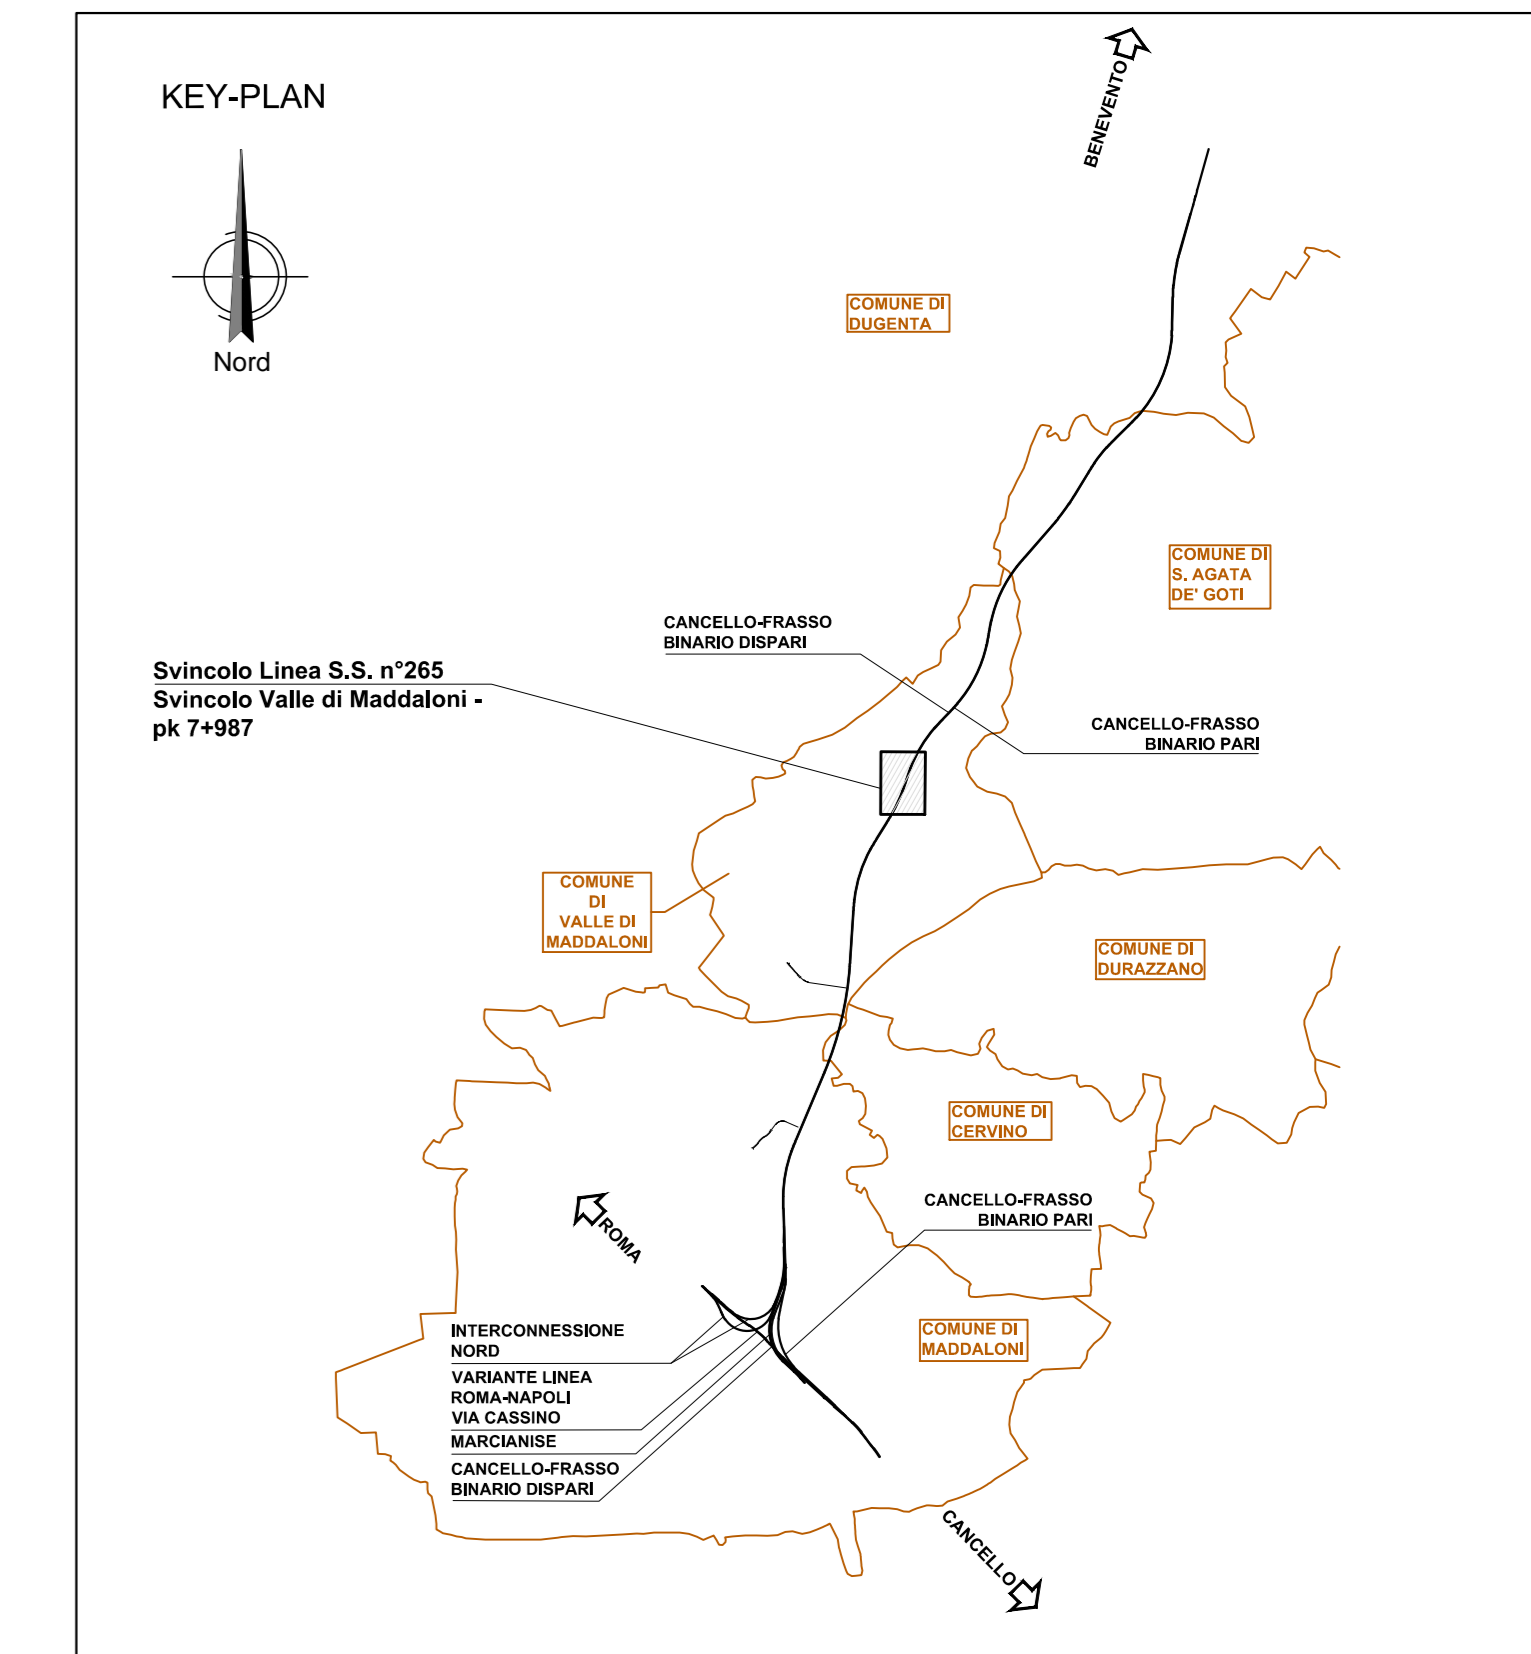 KEY-PLAN
Nord
BENEVENTO
COMUNE DI
DUGENTA
COMUNE DI
S. AGATA
DE' GOTI
CANCELLO-FRASSO
BINARIO DISPARI
Svincolo Linea S.S. n°265
Svincolo Valle di Maddaloni -
pk 7+987
CANCELLO-FRASSO
BINARIO PARI
COMUNE
DI
VALLE DI
MADDALONI
COMUNE DI
DURAZZANO
COMUNE DI
CERVINO
CANCELLO-FRASSO
BINARIO PARI
ROMA
INTERCONNESSIONE
NORD
VARIANTE LINEA
ROMA-NAPOLI
VIA CASSINO
MARCIANISE
CANCELLO-FRASSO
BINARIO DISPARI
COMUNE DI
MADDALONI
CANCELLO